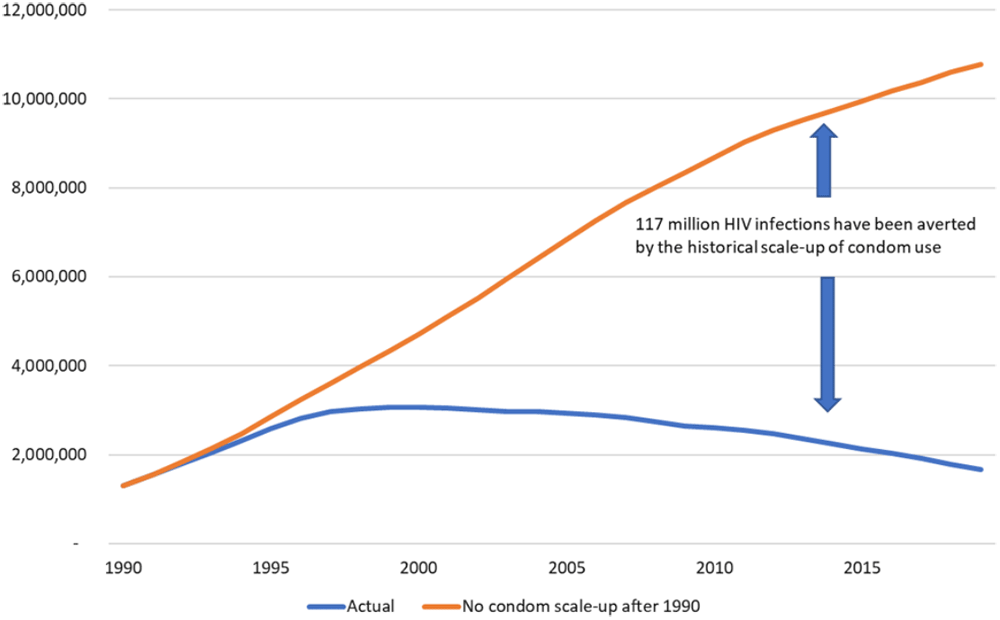 12,000,000
10,000,000
8,000,000
117 million HIV infections have been averted
by the historical scale-up of condom use
6,000,000
4,000,000
2,000,000
-
1990 1995 2000 2005 2010 2015
Actual No condom scale-up after 1990